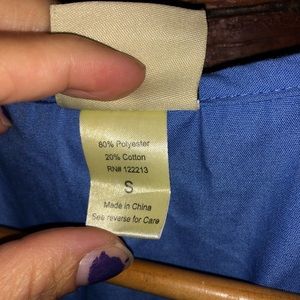 80% Polyester
20% Cotton
RN# 122213
S
Made in China
See reverse for Care